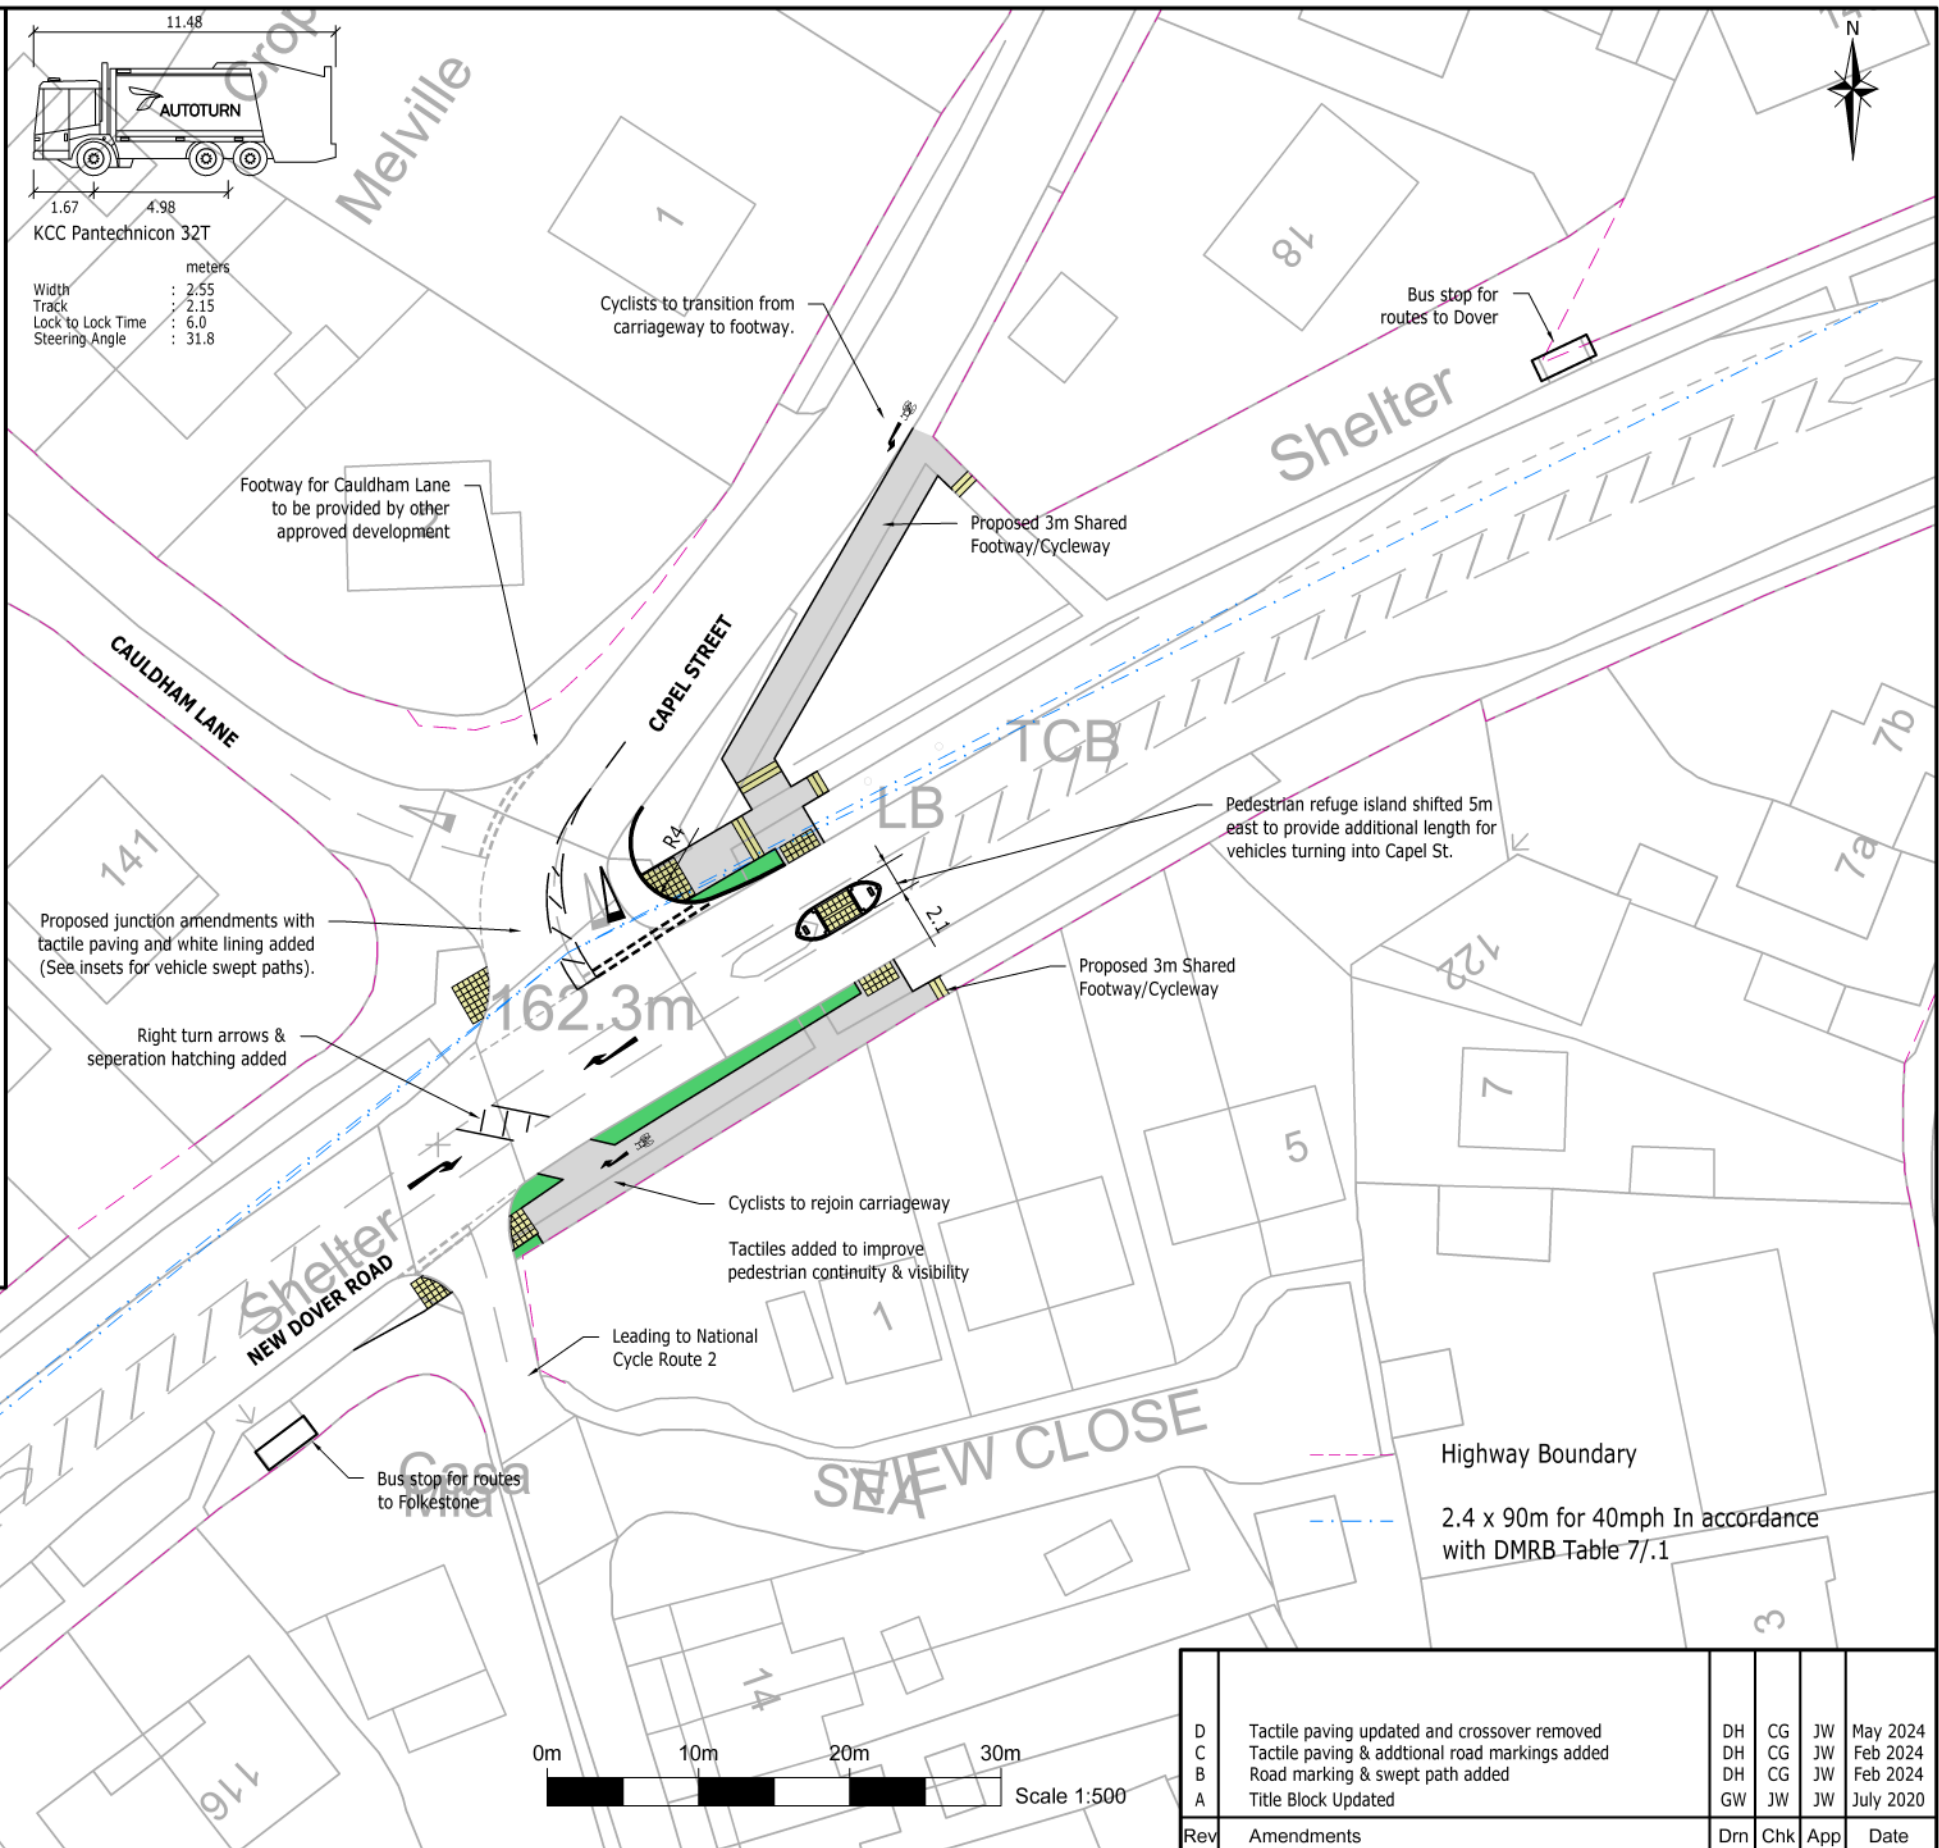 11.48
AUTOTURN
1.67
4.98
KCC Pantechnicon 32T
meters
Width : 2.55
Track : 2.15
Lock to Lock Time : 6.0
Steering Angle : 31.8
Crop
Melville
1
18
N
Cyclists to transition from
carriageway to footway.
Bus stop for
routes to Dover
Shelter
Footway for Cauldham Lane
to be provided by other
approved development
Proposed 3m Shared
Footway/Cycleway
CAULDHAM LANE
CAPEL STREET
TCB
LB
R4
7b
7a
141
Pedestrian refuge island shifted 5m
east to provide additional length for
vehicles turning into Capel St.
2.1
Proposed junction amendments with
tactile paving and white lining added
(See insets for vehicle swept paths).
122
Proposed 3m Shared
Footway/Cycleway
162.3m
Right turn arrows &
seperation hatching added
7
5
Cyclists to rejoin carriageway
Tactiles added to improve
pedestrian continuity & visibility
Shelter
NEW DOVER ROAD
1
Leading to National
Cycle Route 2
SEA
VIEW CLOSE
Casa
Mia
Bus stop for routes
to Folkestone
Highway Boundary
2.4 x 90m for 40mph In accordance
with DMRB Table 7/.1
3
14
116
0m 10m 20m 30m
Scale 1:500
D Tactile paving updated and crossover removed DH CG JW May 2024
C Tactile paving & addtional road markings added DH CG JW Feb 2024
B Road marking & swept path added DH CG JW Feb 2024
A Title Block Updated GW JW JW July 2020
Rev Amendments Drn Chk App Date